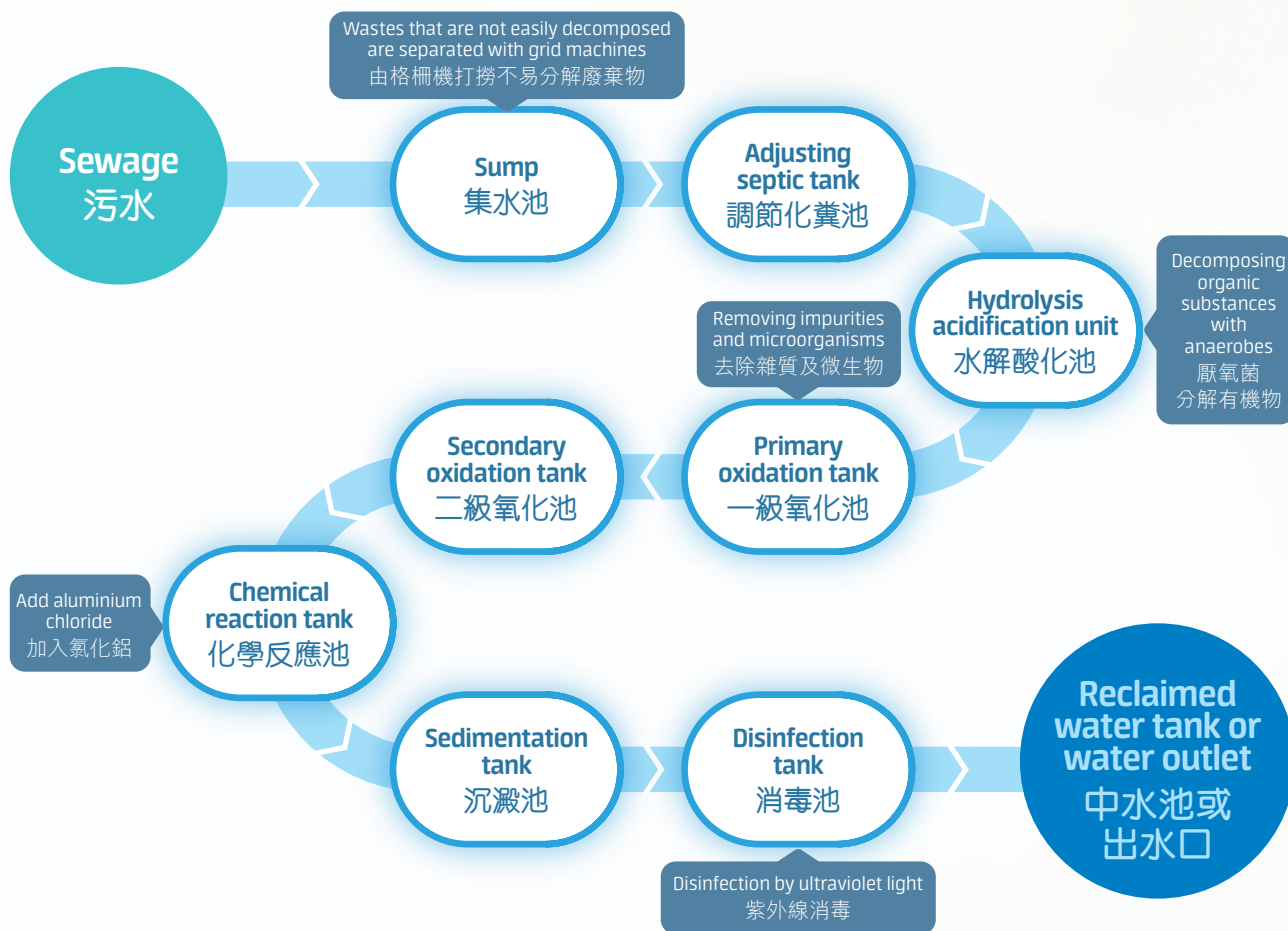 Wastes that are not easily decomposed
are separated with grid machines
由格柵機打撈不易分解廢棄物
Sewage
污水
Sump
集水池
Adjusting
septic tank
調節化糞池
Hydrolysis
acidification unit
水解酸化池
Decomposing
organic
substances
with
anaerobes
厭氧菌
分解有機物
Removing impurities
and microorganisms
去除雜質及微生物
Primary
oxidation tank
一級氧化池
Secondary
oxidation tank
二級氧化池
Chemical
reaction tank
化學反應池
Add aluminium
chloride
加入氯化鋁
Sedimentation
tank
沉澱池
Disinfection
tank
消毒池
Disinfection by ultraviolet light
紫外線消毒
Reclaimed
water tank or
water outlet
中水池或
出水口